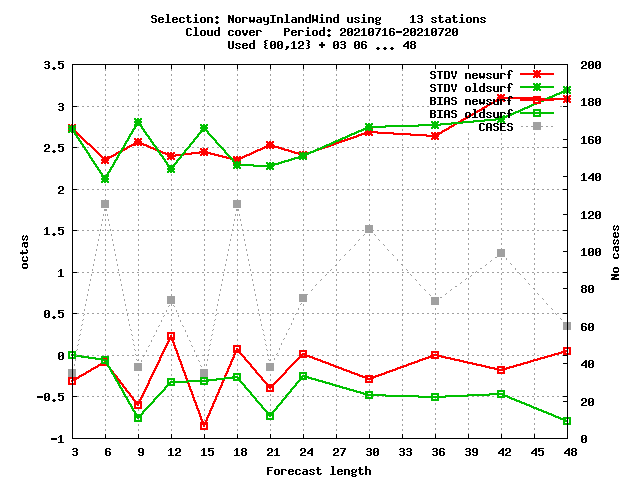 Selection: NorwayInlandWind using    13 stations
Cloud cover   Period: 20210716-20210720
Used {00,12} + 03 06 ... 48
STDV newsurf
STDV oldsurf
BIAS newsurf
BIAS oldsurf
CASES
3.5
3
2.5
2
1.5
1
0.5
0
-0.5
-1
octas
200
180
160
140
120
100
80
60
40
20
0
No cases
3 6 9 12 15 18 21 24 27 30 33 36 39 42 45 48
Forecast length